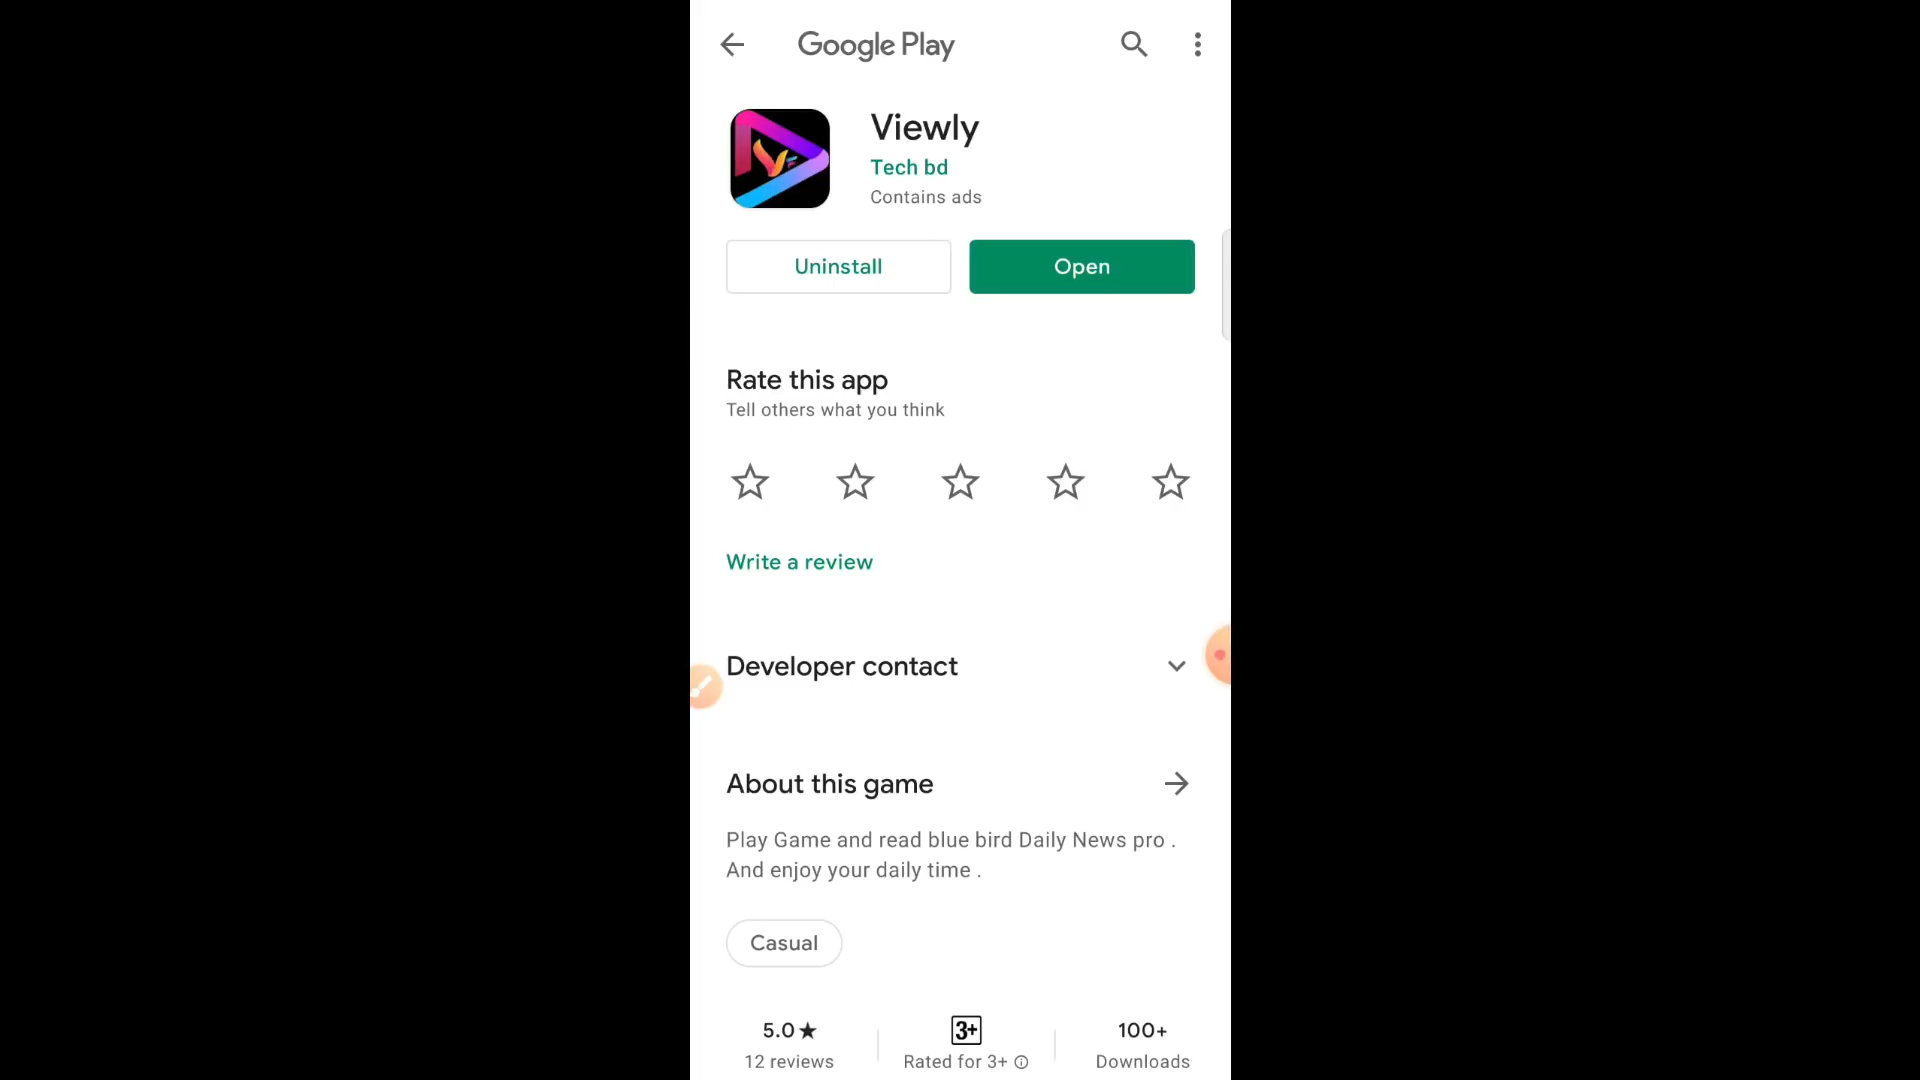 Google Play
Viewly
Tech bd
Contains ads
Uninstall
Open
Rate this app
Tell others what you think
Write a review
Developer contact
About this game
Play Game and read blue bird Daily News pro .
And enjoy your daily time .
Casual
5.0★
12 reviews
3+
Rated for 3+
100+
Downloads